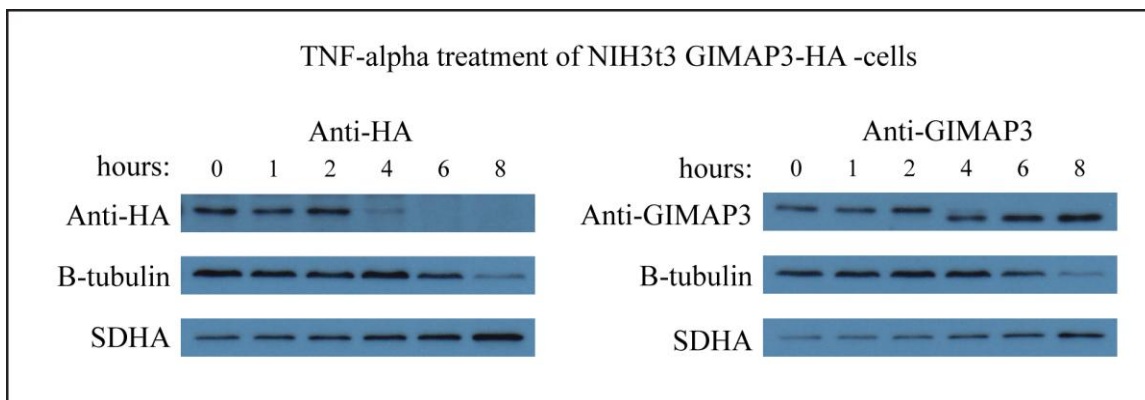 TNF-alpha treatment of NIH3t3 GIMAP3-HA -cells
Anti-HA
hours: 0 1 2 4 6 8
Anti-HA
B-tubulin
SDHA
Anti-GIMAP3
hours: 0 1 2 4 6 8
Anti-GIMAP3
B-tubulin
SDHA